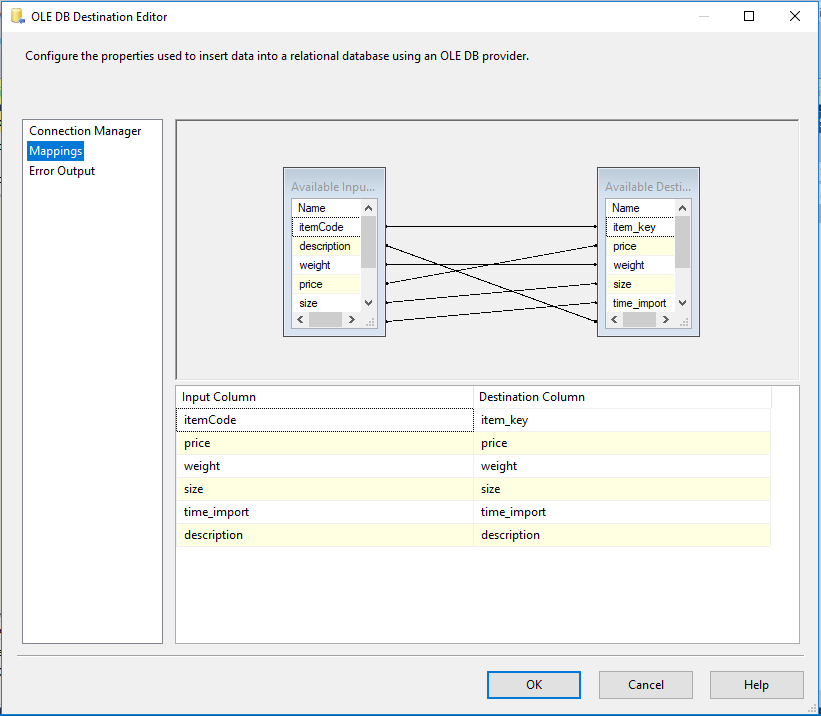 OLE DB Destination Editor
Configure the properties used to insert data into a relational database using an OLE DB provider.
Connection Manager
Mappings
Error Output
Available Inpu...
Name
itemCode
description
weight
price
size
Available Desti...
Name
item_key
price
weight
size
time_import
Input Column Destination Column
itemCode item_key
price price
weight weight
size size
time_import time_import
description description
OK Cancel Help